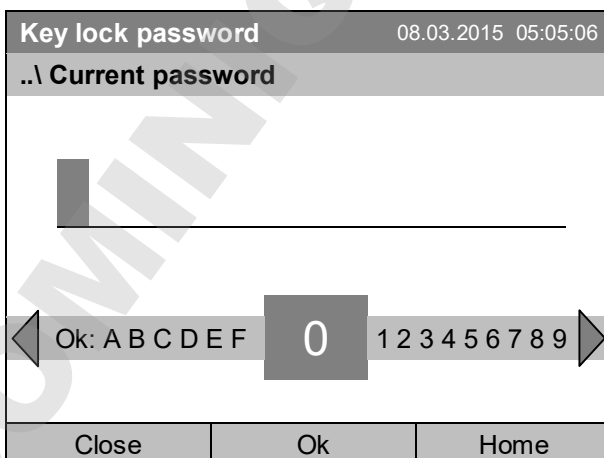 Key lock password 08.03.2015 05:05:06
..\ Current password
Ok: A B C D E F 0 1 2 3 4 5 6 7 8 9
Close Ok Home